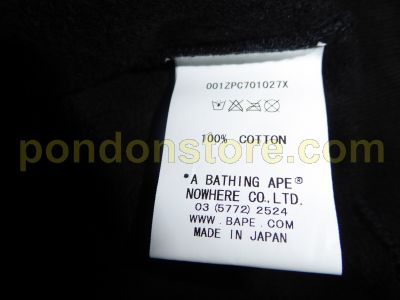 001ZPC701027X
100% COTTON
pondonstore.com
*A BATHING APE®
NOWHERE CO.,LTD.
03 (5772) 2524
WWW.BAPE.COM
MADE IN JAPAN